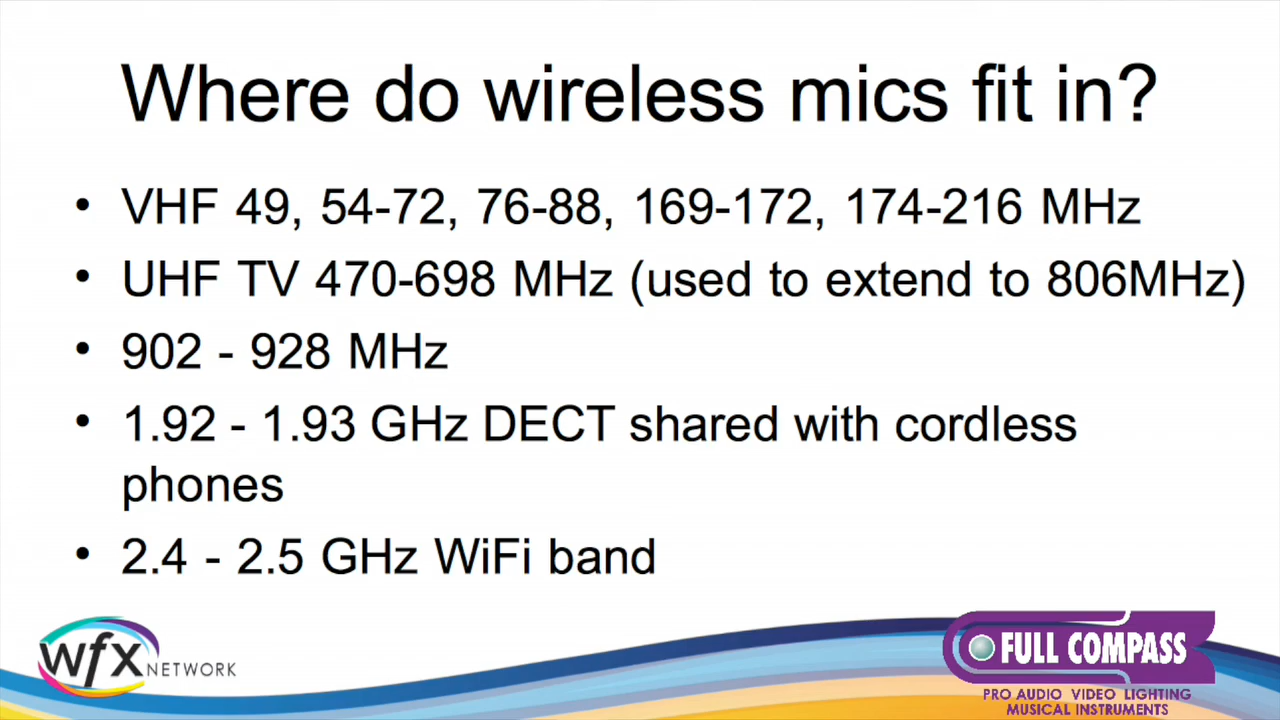 Where do wireless mics fit in?
• VHF 49, 54-72, 76-88, 169-172, 174-216 MHz
• UHF TV 470-698 MHz (used to extend to 806MHz)
• 902 - 928 MHz
• 1.92 - 1.93 GHz DECT shared with cordless
phones
• 2.4 - 2.5 GHz WiFi band
wfx NETWORK
FULL COMPASS
PRO AUDIO VIDEO LIGHTING
MUSICAL INSTRUMENTS